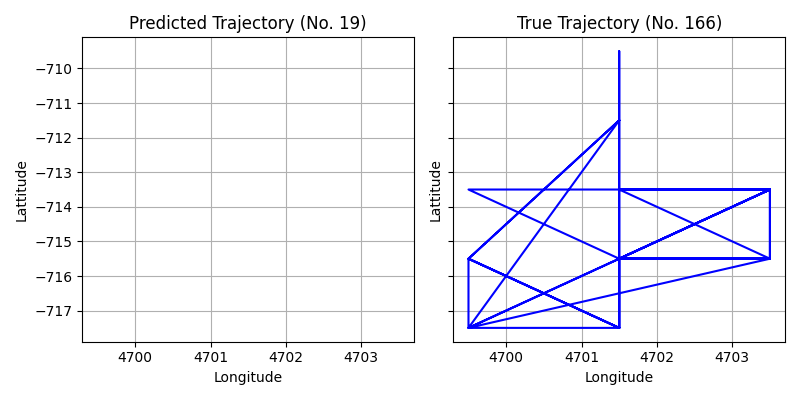 Predicted Trajectory (No. 19)
True Trajectory (No. 166)
Lattitude
−710
−711
−712
−713
−714
−715
−716
−717
4700
4701
4702
4703
Longitude
Lattitude
4700
4701
4702
4703
Longitude